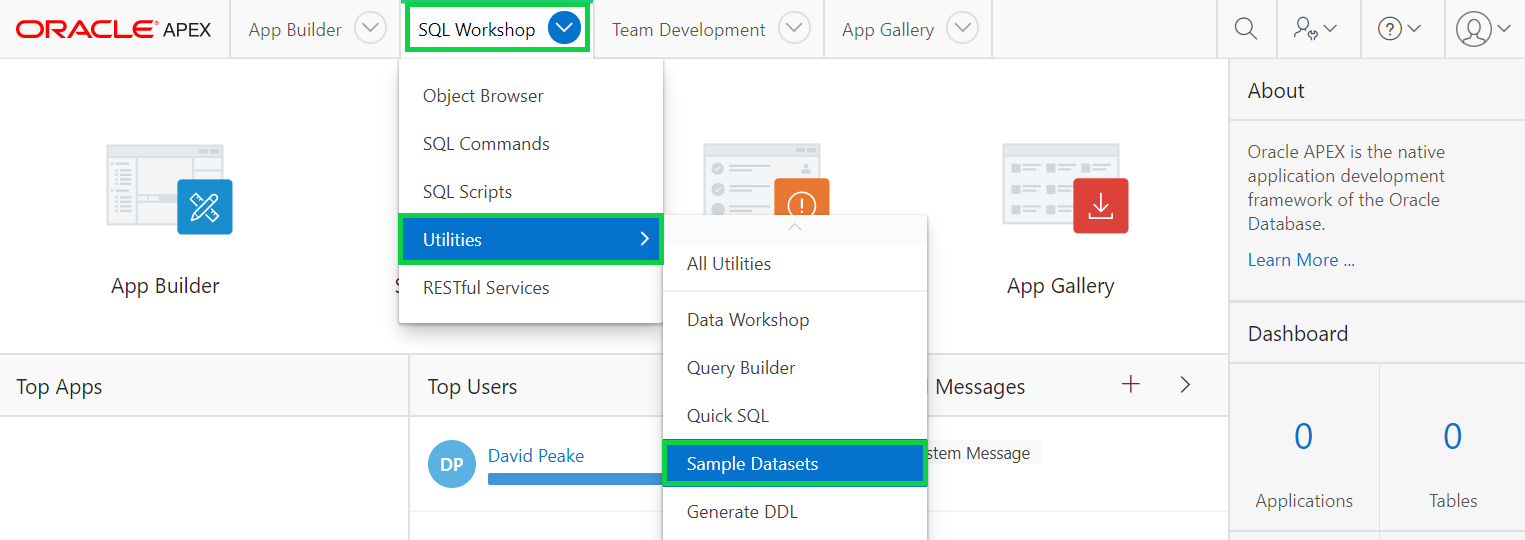 ORACLE APEX
App Builder
SQL Workshop
Team Development
App Gallery
Object Browser
SQL Commands
SQL Scripts
Utilities
RESTful Services
All Utilities
Data Workshop
Query Builder
Quick SQL
Sample Datasets
Generate DDL
App Builder
S
App Gallery
Top Apps
Top Users
DP
David Peake
Messages
stem Message
About
Oracle APEX is the native
application development
framework of the Oracle
Database.
Learn More ...
Dashboard
0
Applications
0
Tables